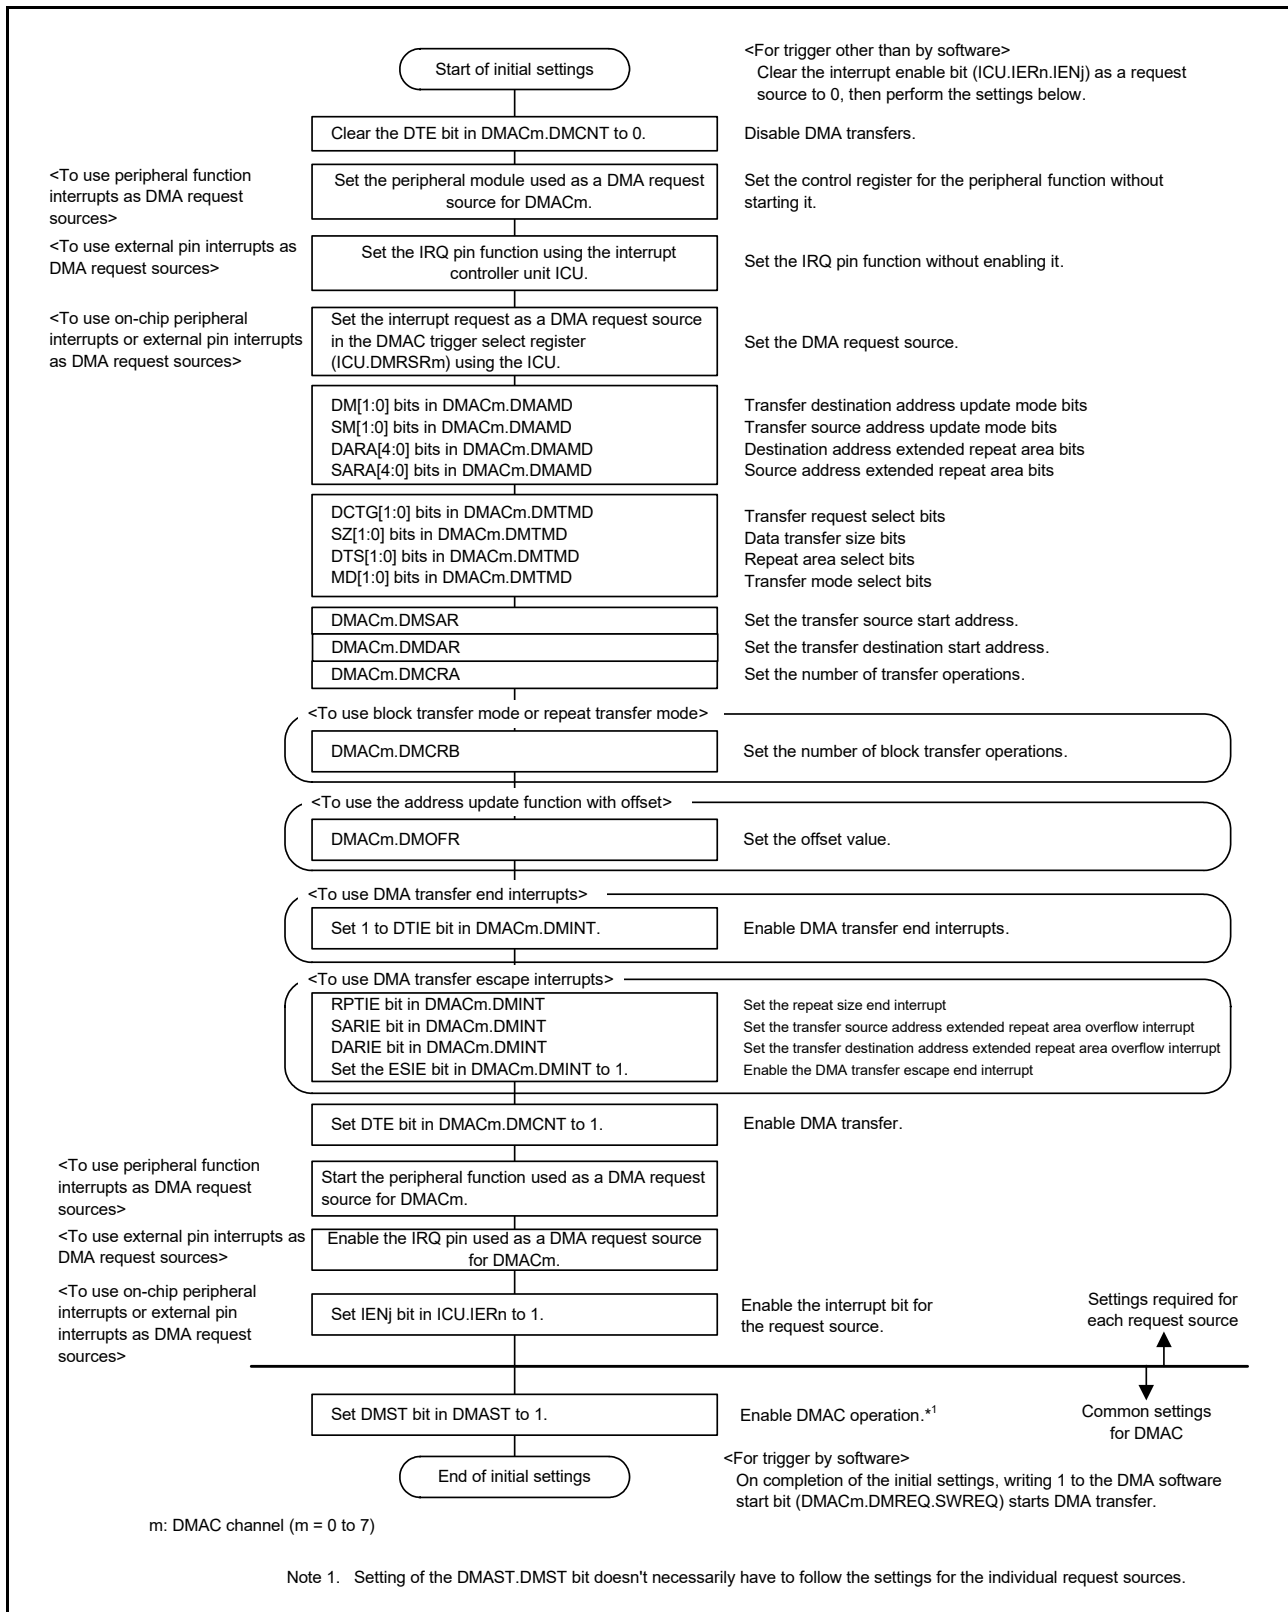 Start of initial settings
<For trigger other than by software>
Clear the interrupt enable bit (ICU.IERn.IENj) as a request
source to 0, then perform the settings below.
Clear the DTE bit in DMACm.DMCNT to 0.
Disable DMA transfers.
<To use peripheral function
interrupts as DMA request
sources>
Set the peripheral module used as a DMA request
source for DMACm.
Set the control register for the peripheral function without
starting it.
<To use external pin interrupts as
DMA request sources>
Set the IRQ pin function using the interrupt
controller unit ICU.
Set the IRQ pin function without enabling it.
<To use on-chip peripheral
interrupts or external pin interrupts
as DMA request sources>
Set the interrupt request as a DMA request source
in the DMAC trigger select register
(ICU.DMRSRm) using the ICU.
Set the DMA request source.
DM[1:0] bits in DMACm.DMAMD
SM[1:0] bits in DMACm.DMAMD
DARA[4:0] bits in DMACm.DMAMD
SARA[4:0] bits in DMACm.DMAMD
Transfer destination address update mode bits
Transfer source address update mode bits
Destination address extended repeat area bits
Source address extended repeat area bits
DCTG[1:0] bits in DMACm.DMTMD
SZ[1:0] bits in DMACm.DMTMD
DTS[1:0] bits in DMACm.DMTMD
MD[1:0] bits in DMACm.DMTMD
Transfer request select bits
Data transfer size bits
Repeat area select bits
Transfer mode select bits
DMACm.DMSAR
Set the transfer source start address.
DMACm.DMDAR
Set the transfer destination start address.
DMACm.DMCRA
Set the number of transfer operations.
<To use block transfer mode or repeat transfer mode>
DMACm.DMCRB
Set the number of block transfer operations.
<To use the address update function with offset>
DMACm.DMOFR
Set the offset value.
<To use DMA transfer end interrupts>
Set 1 to DTIE bit in DMACm.DMINT.
Enable DMA transfer end interrupts.
<To use DMA transfer escape interrupts>
RPTIE bit in DMACm.DMINT
SARIE bit in DMACm.DMINT
DARIE bit in DMACm.DMINT
Set the ESIE bit in DMACm.DMINT to 1.
Set the repeat size end interrupt
Set the transfer source address extended repeat area overflow interrupt
Set the transfer destination address extended repeat area overflow interrupt
Enable the DMA transfer escape end interrupt
Set DTE bit in DMACm.DMCNT to 1.
Enable DMA transfer.
<To use peripheral function
interrupts as DMA request
sources>
Start the peripheral function used as a DMA request
source for DMACm.
<To use external pin interrupts as
DMA request sources>
Enable the IRQ pin used as a DMA request source
for DMACm.
<To use on-chip peripheral
interrupts or external pin
interrupts as DMA request
sources>
Set IENj bit in ICU.IERn to 1.
Enable the interrupt bit for
the request source.
Settings required for
each request source
Set DMST bit in DMAST to 1.
Enable DMAC operation.*1
Common settings
for DMAC
End of initial settings
<For trigger by software>
On completion of the initial settings, writing 1 to the DMA software
start bit (DMACm.DMREQ.SWREQ) starts DMA transfer.
m: DMAC channel (m = 0 to 7)
Note 1. Setting of the DMAST.DMST bit doesn't necessarily have to follow the settings for the individual request sources.